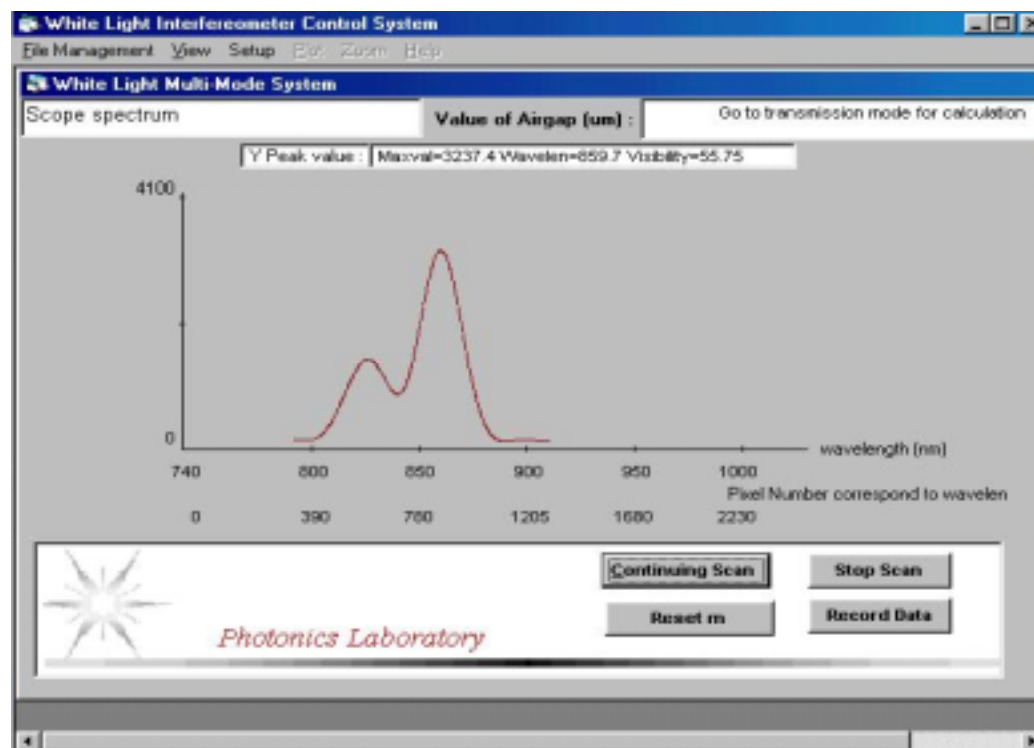 White Light Interfereometer Control System
File Management View Setup Plot Zoom Help
White Light Multi-Mode System
Scope spectrum Value of Airgap (um) : Go to transmission mode for calculation
Y Peak value : Maxval=3237.4 Wavelen=859.7 Visibility=55.75
4100
0
wavelength (nm)
740 800 850 900 950 1000
Pixel Number correspond to wavelen
0 390 780 1205 1680 2230
Continuing Scan Stop Scan
Reset m Record Data
Photonics Laboratory